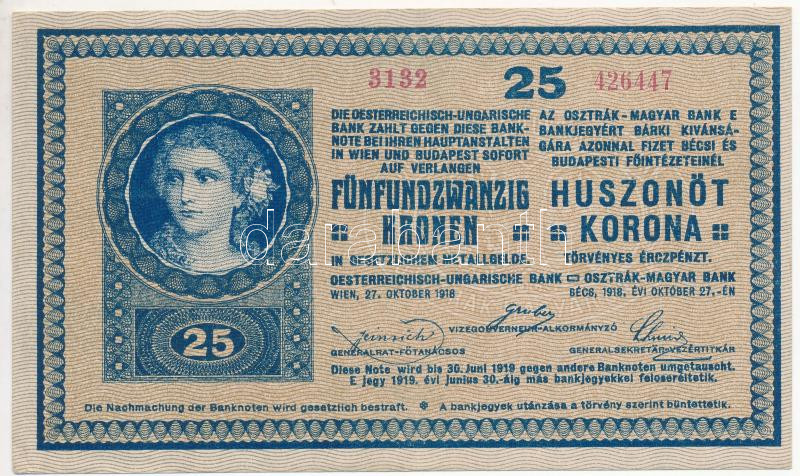 3132 25 426447
DIE OESTERREICHISCH-UNGARISCHE
BANK ZAHLT GEGEN DIESE BANK-
NOTE BEI IHREN HAUPTANSTALTEN
IN WIEN UND BUDAPEST SOFORT
AUF VERLANGEN
FÜNFUNDZWANZIG
KRONEN
IN GESETZLICHEM METALLGELDE.
AZ OSZTRÁK-MAGYAR BANK E
BANKJEGYÉRT BÁRKI KIVÁNSÁ-
GÁRA AZONNAL FIZET BÉCSI ÉS
BUDAPESTI FŐINTÉZETEINÉL
HUSZONÖT
KORONA
TÖRVÉNYES ÉRCZPÉNZT.
OESTERREICHISCH-UNGARISCHE BANK OSZTRÁK-MAGYAR BANK
WIEN, 27. OKTOBER 1918 BÉCS, 1918. ÉVI OKTOBER 27.-ÉN
Gruber
VIZEGOUVERNEUR-ALKORMÁNYZÓ
GENERALRAT-FŐTANÁCSOS GENERALSEKRETÄR-VEZÉRTITKÁR
25
Diese Note wird bis 30. Juni 1919 gegen andere Banknoten umgetauscht.
E jegy 1919. évi junius 30.-áig más bankjegyekkel felcseréltetik.
Die Nachmachung der Banknoten wird gesetzlich bestraft. * A bankjegyek utánzása a törvény szerint büntettetik.
darabanth